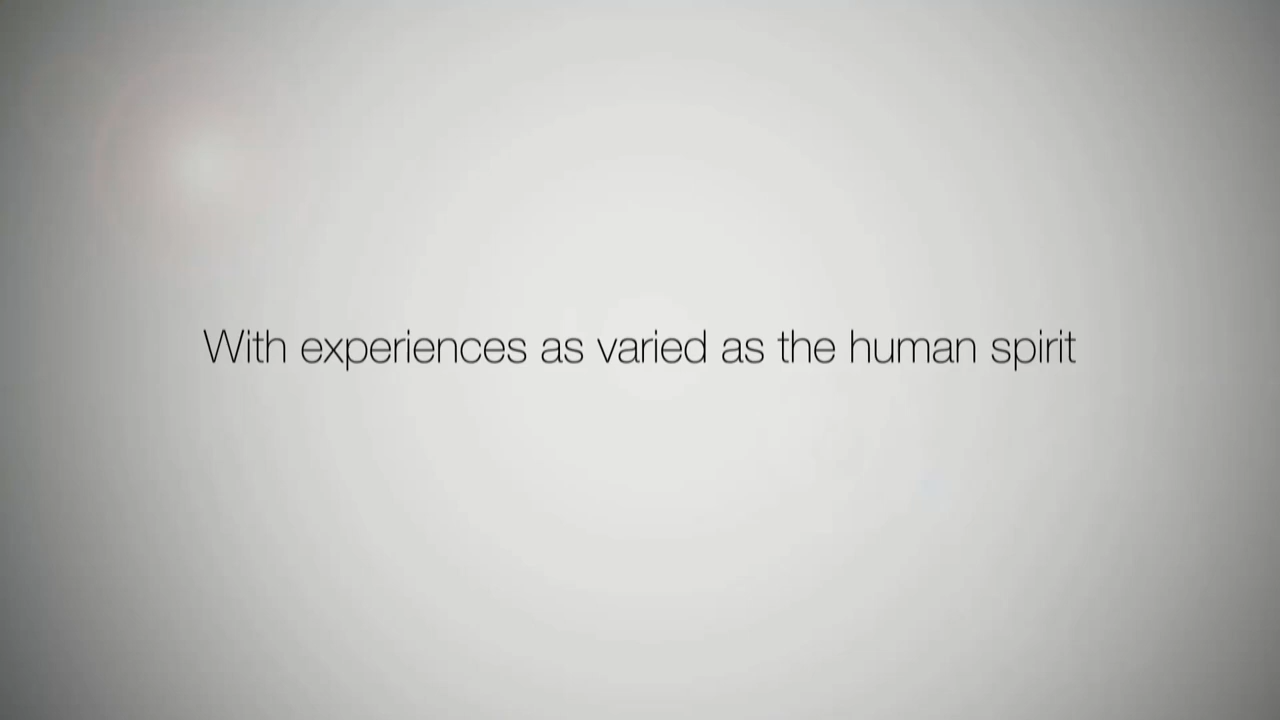 With experiences as varied as the human spirit